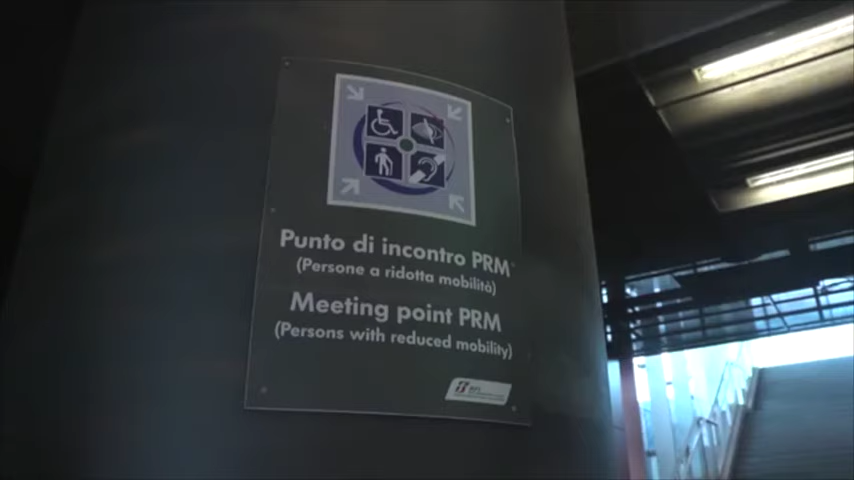 Punto di incontro PRM
(Persone a ridotta mobilità)
Meeting point PRM
(Persons with reduced mobility)